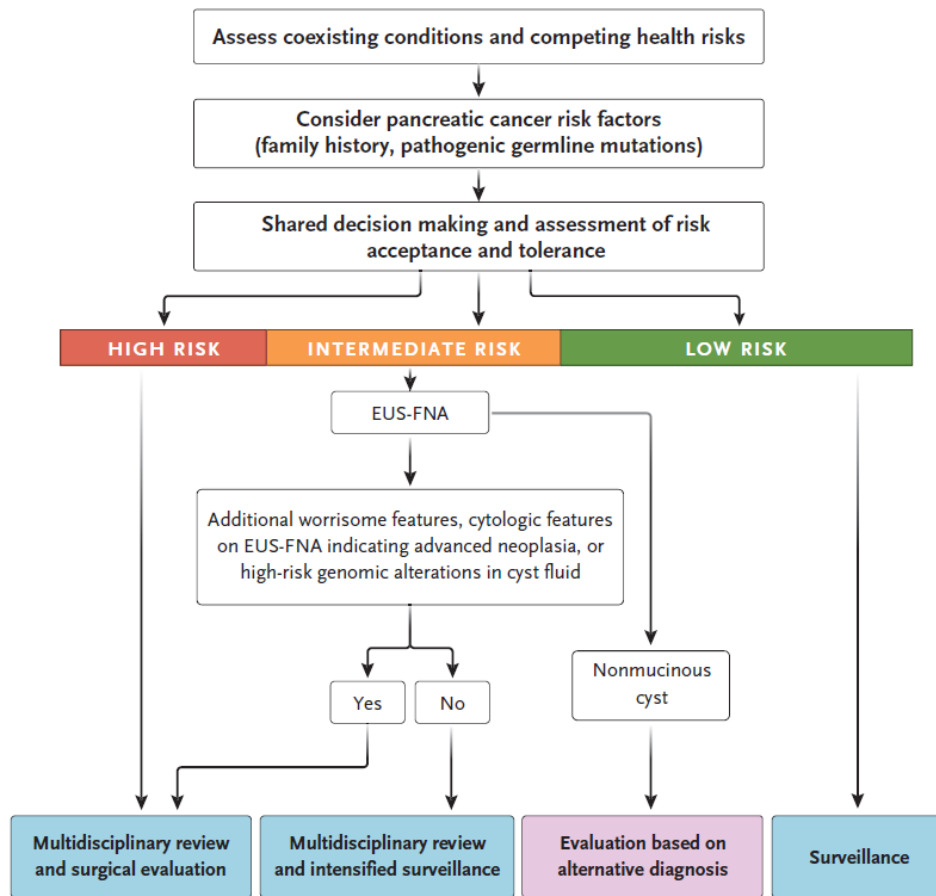 Assess coexisting conditions and competing health risks
Consider pancreatic cancer risk factors
(family history, pathogenic germline mutations)
Shared decision making and assessment of risk
acceptance and tolerance
HIGH RISK
INTERMEDIATE RISK
LOW RISK
EUS-FNA
Additional worrisome features, cytologic features
on EUS-FNA indicating advanced neoplasia, or
high-risk genomic alterations in cyst fluid
Nonmucinous
cyst
Yes
No
Multidisciplinary review
and surgical evaluation
Multidisciplinary review
and intensified surveillance
Evaluation based on
alternative diagnosis
Surveillance